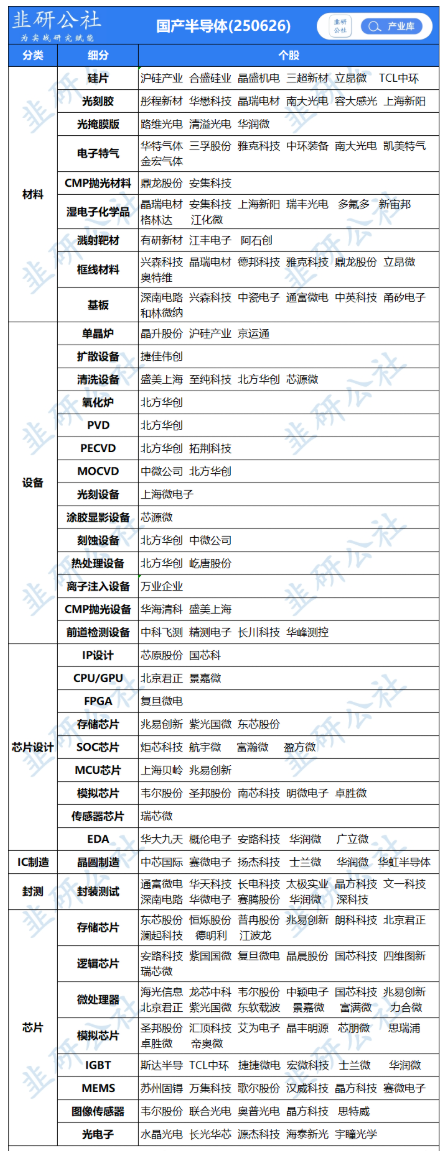 韭研公社
为实战研究赋能
国产半导体(250626)
韭研公社
产业库
分类 细分 个股
材料
硅片 沪硅产业 合盛硅业 晶盛机电 三超新材 立昂微 TCL中环
光刻胶 彤程新材 华懋科技 晶瑞电材 南大光电 容大感光 上海新阳
光掩膜版 路维光电 清溢光电 华润微
电子特气 华特气体 三孚股份 雅克科技 中环装备 南大光电 凯美特气
金宏气体
CMP抛光材料 鼎龙股份 安集科技
湿电子化学品 晶瑞电材 安集科技 上海新阳 瑞丰光电 多氟多 新宙邦
格林达 江化微
溅射靶材 有研新材 江丰电子 阿石创
框线材料 兴森科技 晶瑞电材 德邦科技 雅克科技 鼎龙股份 立昂微
奥特维
基板 深南电路 兴森科技 中瓷电子 通富微电 中英科技 甬矽电子
和林微纳
设备
单晶炉 晶升股份 沪硅产业 京运通
扩散设备 捷佳伟创
清洗设备 盛美上海 至纯科技 北方华创 芯源微
氧化炉 北方华创
PVD 北方华创
PECVD 北方华创 拓荆科技
MOCVD 中微公司 北方华创
光刻设备 上海微电子
涂胶显影设备 芯源微
刻蚀设备 北方华创 中微公司
热处理设备 北方华创 屹唐股份
离子注入设备 万业企业
CMP抛光设备 华海清科 盛美上海
前道检测设备 中科飞测 精测电子 长川科技 华峰测控
芯片设计
IP设计 芯原股份 国芯科
CPU/GPU 北京君正 景嘉微
FPGA 复旦微电
存储芯片 兆易创新 紫光国微 东芯股份
SOC芯片 炬芯科技 航宇微 富瀚微 盈方微
MCU芯片 上海贝岭 兆易创新
模拟芯片 韦尔股份 圣邦股份 南芯科技 明微电子 卓胜微
传感器芯片 瑞芯微
EDA 华大九天 概伦电子 安路科技 华润微 广立微
IC制造 晶圆制造 中芯国际 赛微电子 扬杰科技 士兰微 华润微 华虹半导体
封测 封装测试 通富微电 华天科技 长电科技 太极实业 晶方科技 文一科技
深南电路 华微电子 赛腾股份 华润微 深科技
芯片
存储芯片 东芯股份 恒烁股份 普冉股份 兆易创新 朗科科技 北京君正
澜起科技 德明利 江波龙
逻辑芯片 安路科技 紫国国微 复旦微电 晶晨股份 国芯科技 四维图新
瑞芯微
微处理器 海光信息 龙芯中科 韦尔股份 中颖电子 国芯科技 兆易创新
北京君正 紫光国微 东软载波 景嘉微 富满微 力合微
模拟芯片 圣邦股份 汇顶科技 艾为电子 晶丰明源 芯朋微 思瑞浦
卓胜微 帝奥微
IGBT 斯达半导 TCL中环 捷捷微电 宏微科技 士兰微 华润微
MEMS 苏州固锝 万集科技 歌尔股份 汉威科技 晶方科技 赛微电子
图像传感器 韦尔股份 联合光电 奥普光电 晶方科技 思特威
光电子 水晶光电 长光华芯 源杰科技 海泰新光 宇瞳光学